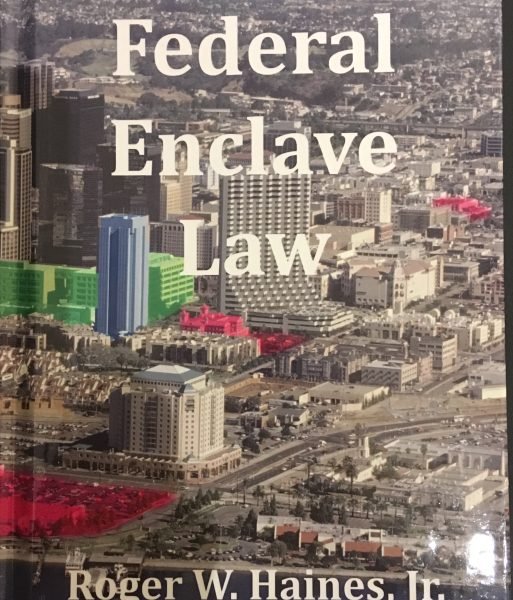 Federal
Enclave
Law
Roger W. Haines, Jr.